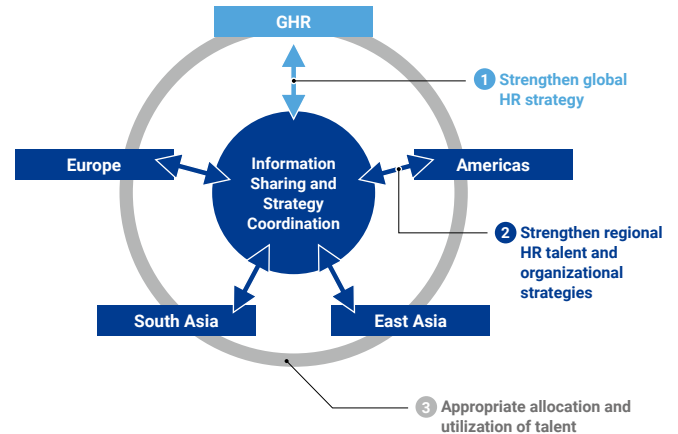 GHR
1 Strengthen global
HR strategy
Europe
Information
Sharing and
Strategy
Coordination
Americas
2 Strengthen regional
HR talent and
organizational
strategies
South Asia
East Asia
3 Appropriate allocation and
utilization of talent